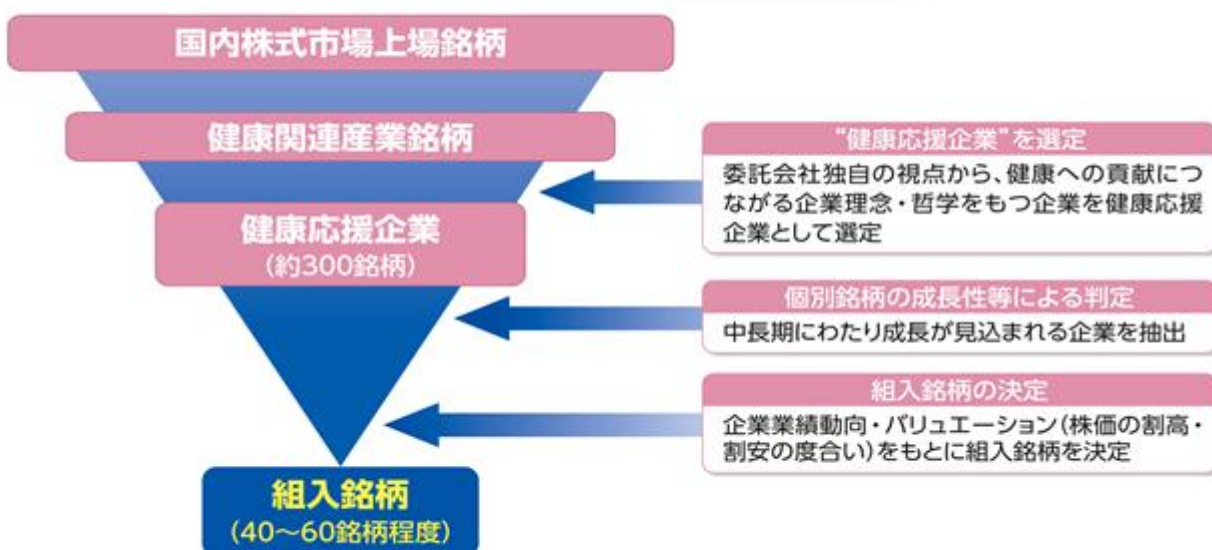 国内株式市場上場銘柄
健康関連産業銘柄
健康応援企業
(約300銘柄)
組入銘柄
(40～60銘柄程度)
“健康応援企業”を選定
委託会社独自の視点から、健康への貢献につ
ながる企業理念・哲学をもつ企業を健康応援
企業として選定
個別銘柄の成長性等による判定
中長期にわたり成長が見込まれる企業を抽出
組入銘柄の決定
企業業績動向・バリュエーション(株価の割高・
割安の度合い)をもとに組入銘柄を決定